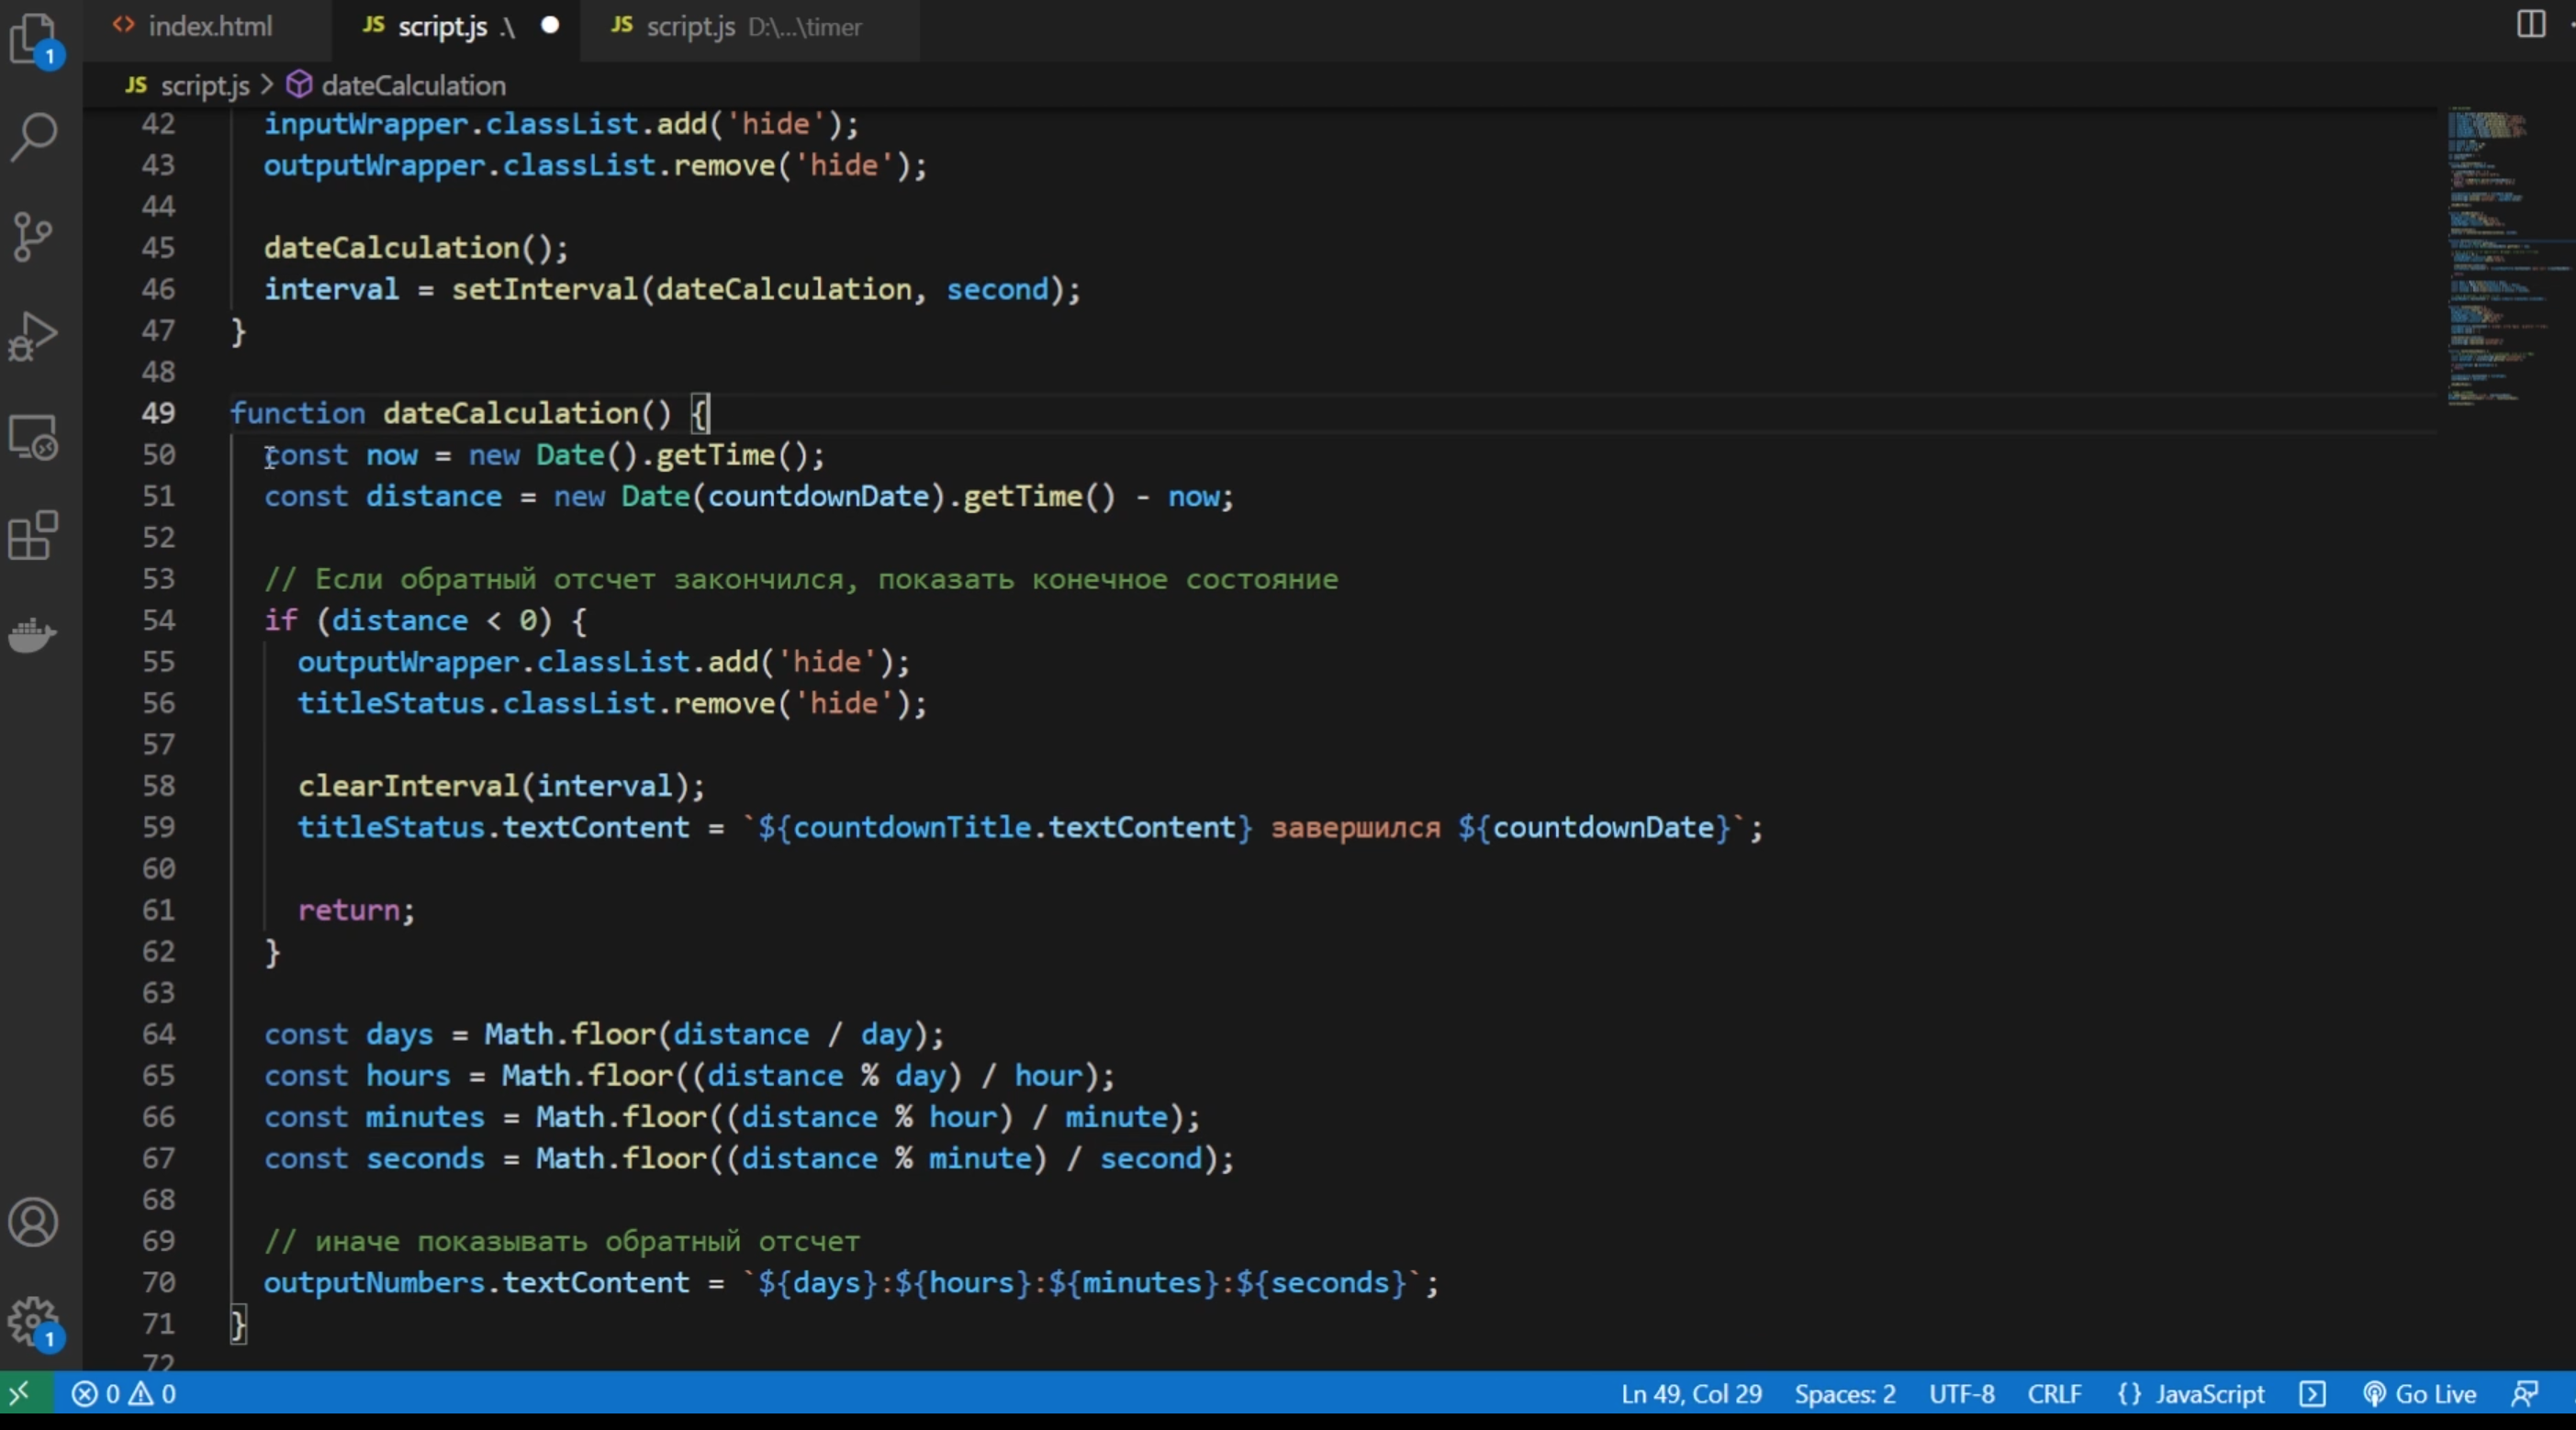 1
<> index.html
JS script.js .\
JS script.js D:\...\timer
JS script.js > dateCalculation
42 inputWrapper.classList.add('hide');
43 outputWrapper.classList.remove('hide');
44
45 dateCalculation();
46 interval = setInterval(dateCalculation, second);
47 }
48
49 function dateCalculation() {
50 const now = new Date().getTime();
51 const distance = new Date(countdownDate).getTime() - now;
52
53 // Если обратный отсчет закончился, показать конечное состояние
54 if (distance < 0) {
55 outputWrapper.classList.add('hide');
56 titleStatus.classList.remove('hide');
57
58 clearInterval(interval);
59 titleStatus.textContent = `${countdownTitle.textContent} завершился ${countdownDate}`;
60
61 return;
62 }
63
64 const days = Math.floor(distance / day);
65 const hours = Math.floor((distance % day) / hour);
66 const minutes = Math.floor((distance % hour) / minute);
67 const seconds = Math.floor((distance % minute) / second);
68
69 // иначе показывать обратный отсчет
70 outputNumbers.textContent = `${days}:${hours}:${minutes}:${seconds}`;
71 }
72
1
0 0 Ln 49, Col 29 Spaces: 2 UTF-8 CRLF {} JavaScript Go Live